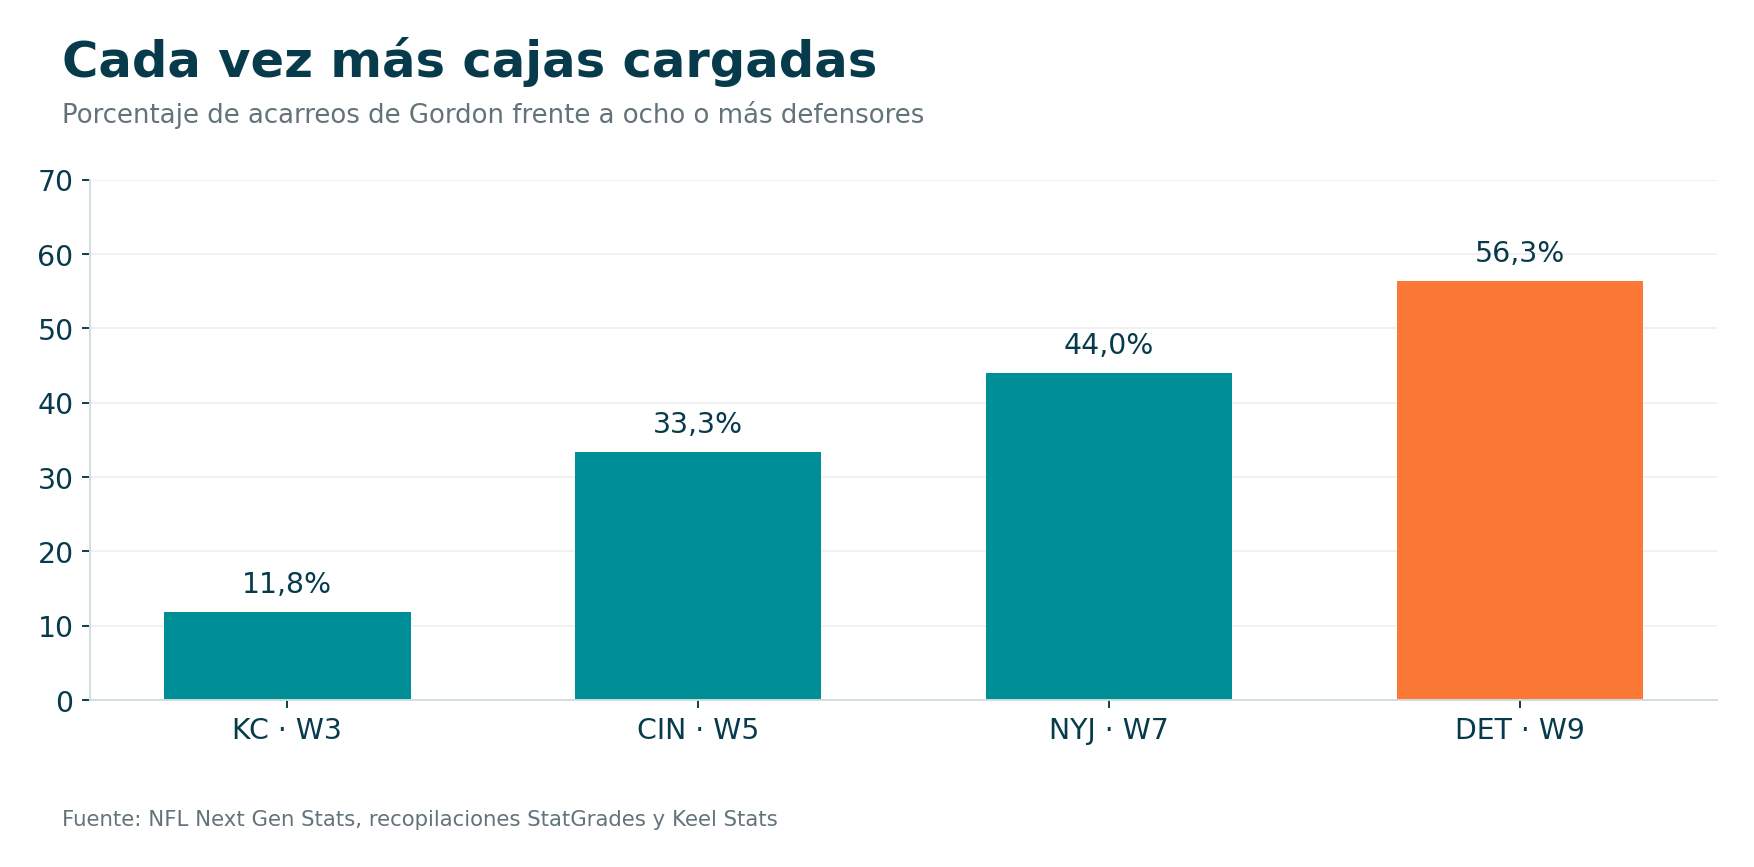 Cada vez más cajas cargadas
Porcentaje de acarreos de Gordon frente a ocho o más defensores
70
60
50
40
30
20
10
0
11,8%
33,3%
44,0%
56,3%
KC · W3
CIN · W5
NYJ · W7
DET · W9
Fuente: NFL Next Gen Stats, recopilaciones StatGrades y Keel Stats